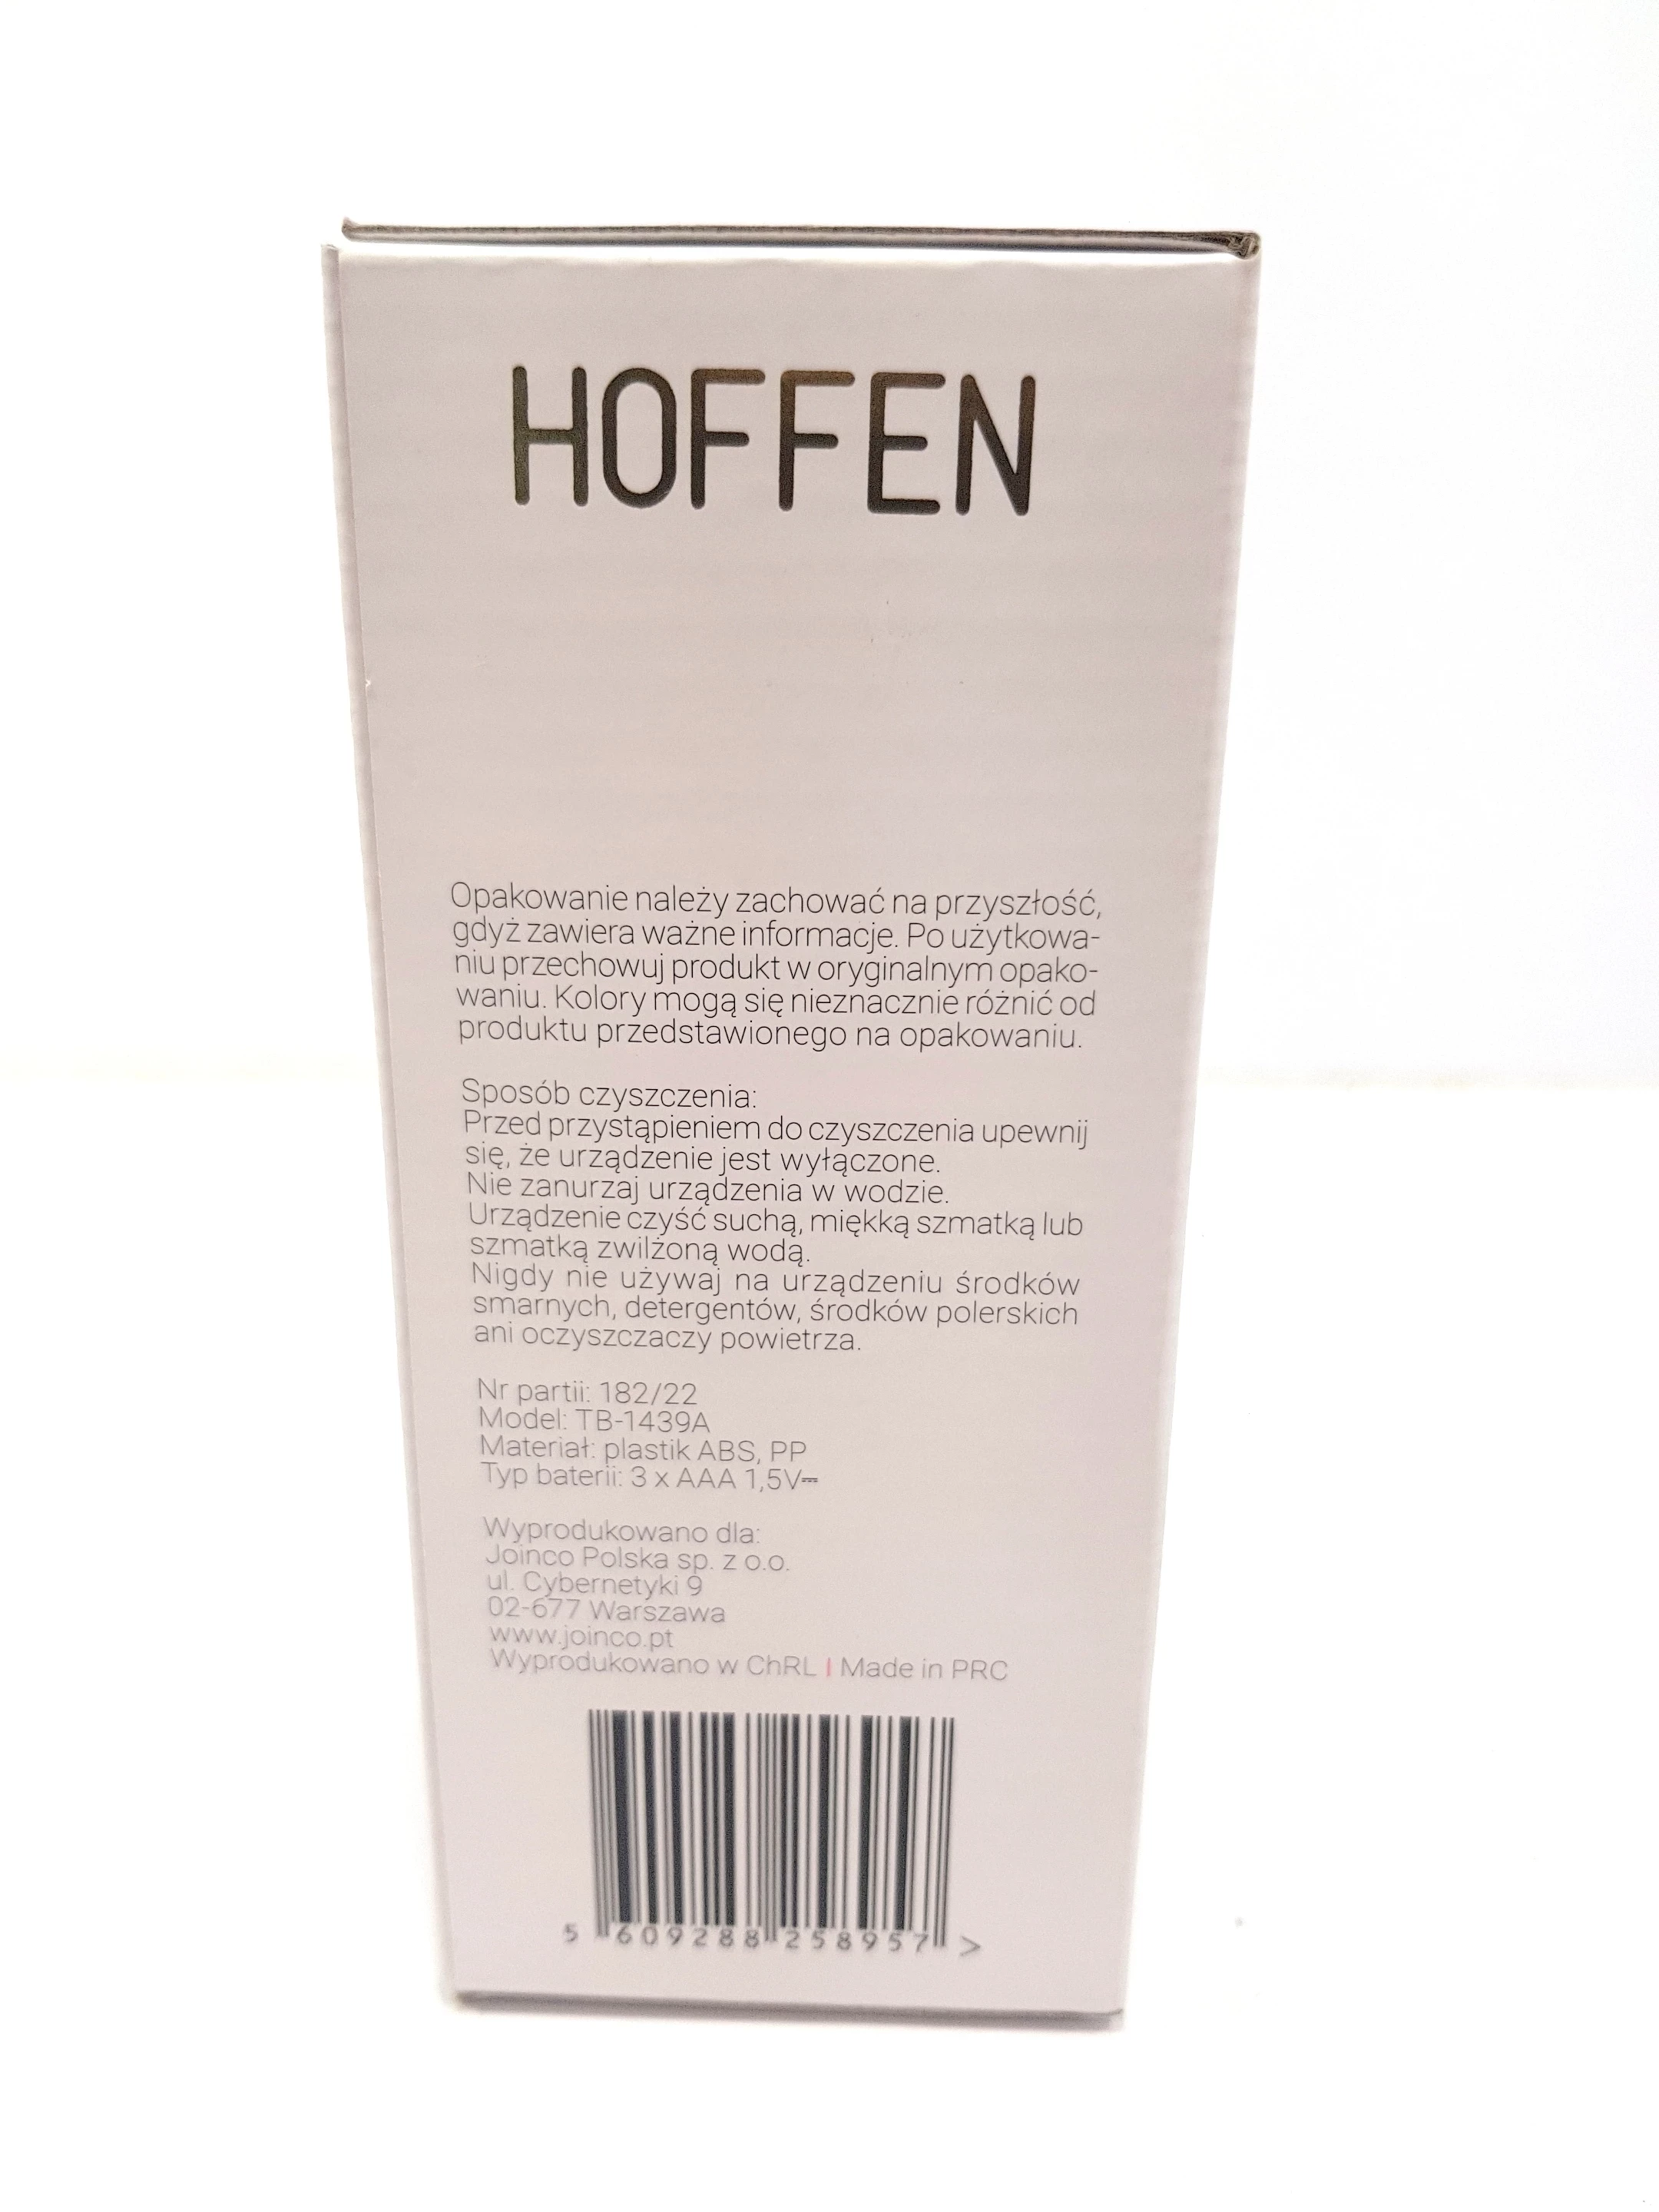 HOFFEN
Opakowanie należy zachować na przyszłość,
gdyż zawiera ważne informacje. Po użytkowa-
niu przechowuj produkt w oryginalnym opako-
waniu. Kolory mogą się nieznacznie różnić od
produktu przedstawionego na opakowaniu.
Sposób czyszczenia:
Przed przystąpieniem do czyszczenia upewnij
się, że urządzenie jest wyłączone.
Nie zanurzaj urządzenia w wodzie.
Urządzenie czyść suchą, miękką szmatką lub
szmatką zwilżoną wodą.
Nigdy nie używaj na urządzeniu środków
smarnych, detergentów, środków polerskich
ani oczyszczaczy powietrza.
Nr partii: 182/22
Model: TB-1439A
Materiał: plastik ABS, PP
Typ baterii: 3 x AAA 1,5V⎓
Wyprodukowano dla:
Joinco Polska sp. z o.o.
ul. Cybernetyki 9
02-677 Warszawa
www.joinco.pt
Wyprodukowano w ChRL | Made in PRC
5 609288 258957 >